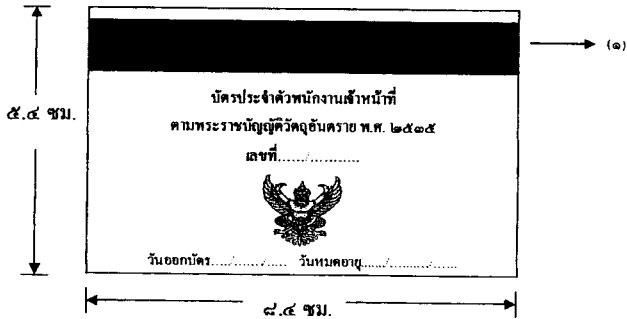 (๑)
บัตรประจำตัวพนักงานเจ้าหน้าที่
๕.๔ ซม.
ตามพระราชบัญญัติวัตถุอันตราย พ.ศ. ๒๕๓๕
เลขที่....../............
วันออกบัตร...../......./...... วันหมดอายุ....../........../......
๘.๔ ซม.